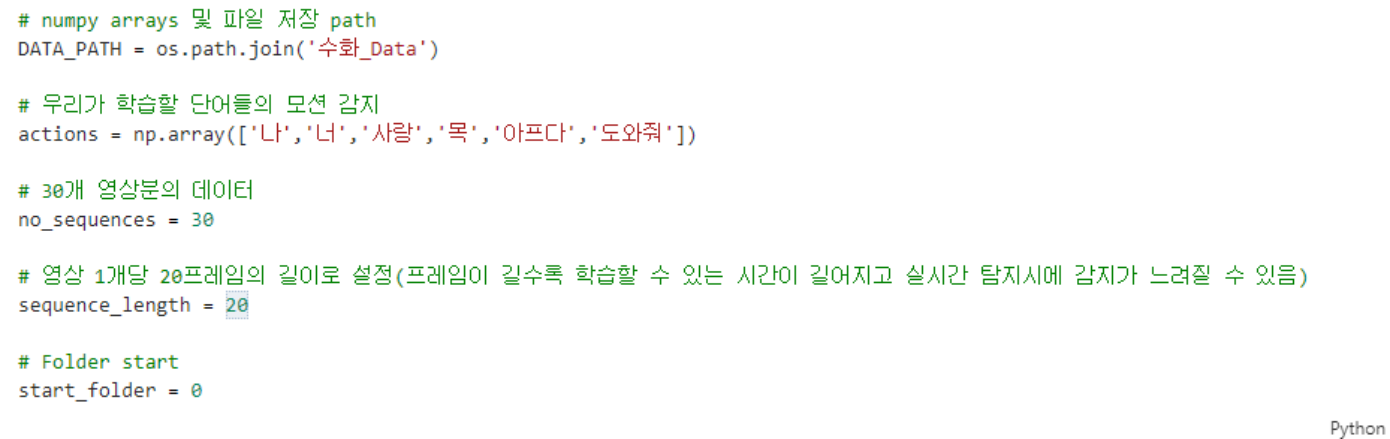 # numpy arrays 및 파일 저장 path
DATA_PATH = os.path.join('수화_Data')
# 우리가 학습할 단어들의 모션 감지
actions = np.array(['나','너','사랑','목','아프다','도와줘'])
# 30개 영상분의 데이터
no_sequences = 30
# 영상 1개당 20프레임의 길이로 설정(프레임이 길수록 학습할 수 있는 시간이 길어지고 실시간 탐지시에 감지가 느려질 수 있음)
sequence_length = 20
# Folder start
start_folder = 0
Python